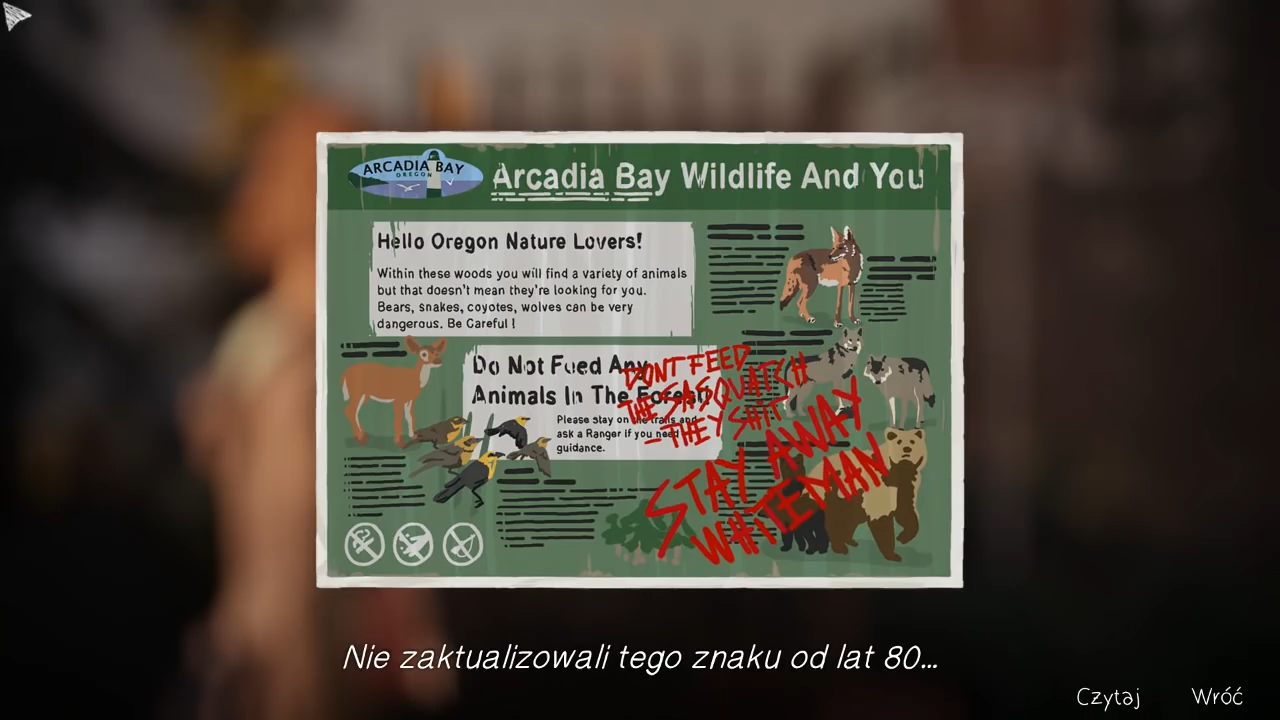 ARCADIA BAY
OREGON
Arcadia Bay Wildlife And You
Hello Oregon Nature Lovers!
Within these woods you will find a variety of animals
but that doesn't mean they're looking for you.
Bears, snakes, coyotes, wolves can be very
dangerous. Be Careful !
Do Not Feed Any
Animals In The Forest!
Please stay on the trails and
ask a Ranger if you need
guidance.
DONT FEED
THE SASQUATCH
-THEY SHIT
STAY AWAY
WHITEMAN
Nie zaktualizowali tego znaku od lat 80...
Czytaj
Wróć